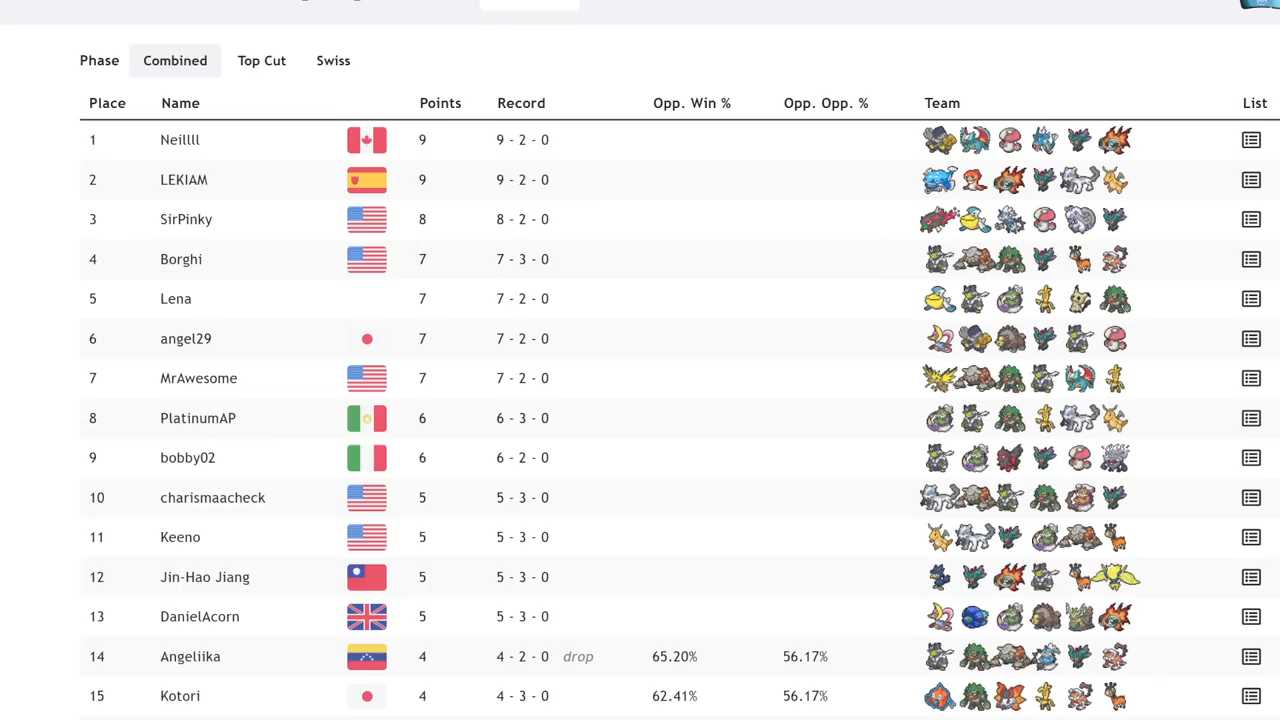 Phase Combined Top Cut Swiss
Place Name Points Record Opp. Win % Opp. Opp. % Team List
1 Neillll 9 9 - 2 - 0
2 LEKIAM 9 9 - 2 - 0
3 SirPinky 8 8 - 2 - 0
4 Borghi 7 7 - 3 - 0
5 Lena 7 7 - 2 - 0
6 angel29 7 7 - 2 - 0
7 MrAwesome 7 7 - 2 - 0
8 PlatinumAP 6 6 - 3 - 0
9 bobby02 6 6 - 2 - 0
10 charismaacheck 5 5 - 3 - 0
11 Keeno 5 5 - 3 - 0
12 Jin-Hao Jiang 5 5 - 3 - 0
13 DanielAcorn 5 5 - 3 - 0
14 Angeliika 4 4 - 2 - 0 drop 65.20% 56.17%
15 Kotori 4 4 - 3 - 0 62.41% 56.17%